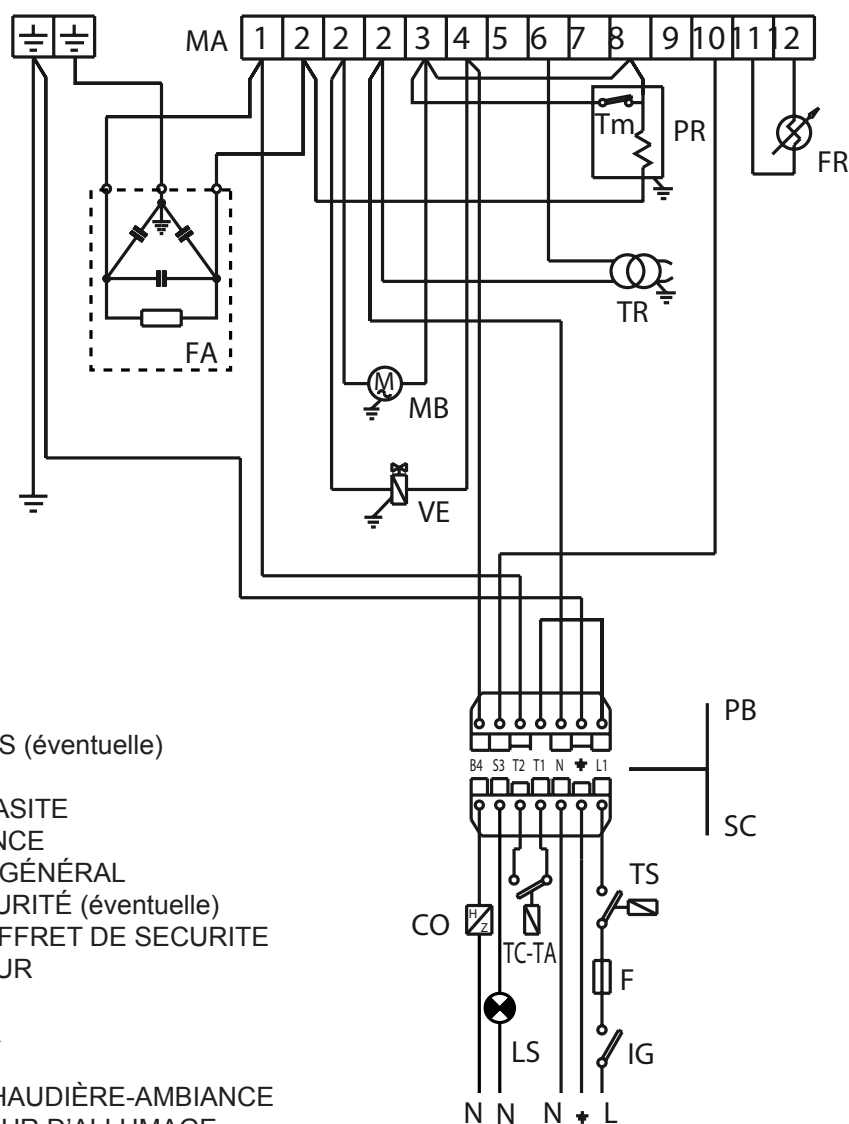 MA 1 2 2 2 3 4 5 6 7 8 9 10 11 12
Tm
PR
FR
TR
FA
M
MB
VE
PB
B4 S3 T2 T1 N L1
SC
S (éventuelle)
ASITE
NCE
GÉNÉRAL
URITÉ (éventuelle)
FFRET DE SECURITE
UR
HAUDIÈRE-AMBIANCE
UR D'ALLUMAGE
TS
CO
H
Z
TC-TA
F
LS
IG
N N N L